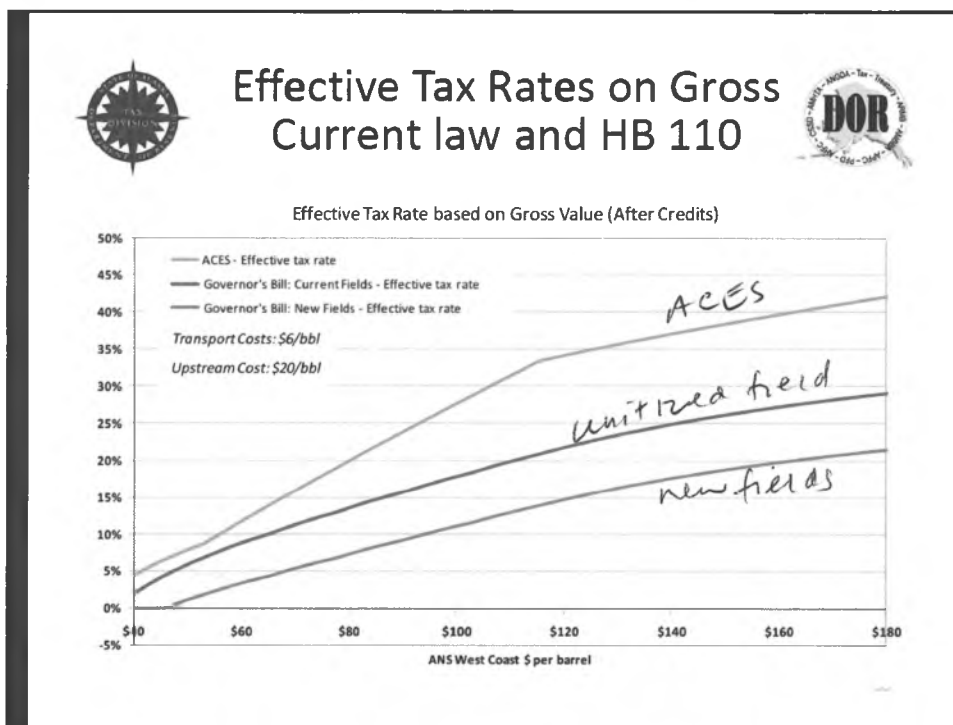 Effective Tax Rates on Gross
Current law and HB 110
TAX
DIVISION
DOR
Effective Tax Rate based on Gross Value (After Credits)
50%
45%
40%
35%
30%
25%
20%
15%
10%
5%
0%
-5%
ACES - Effective tax rate
Governor's Bill: Current Fields - Effective tax rate
Governor's Bill: New Fields - Effective tax rate
Transport Costs: $6/bbl
Upstream Cost: $20/bbl
ACES
unitized field
new fields
$40 $60 $80 $100 $120 $140 $160 $180
ANS West Coast $ per barrel